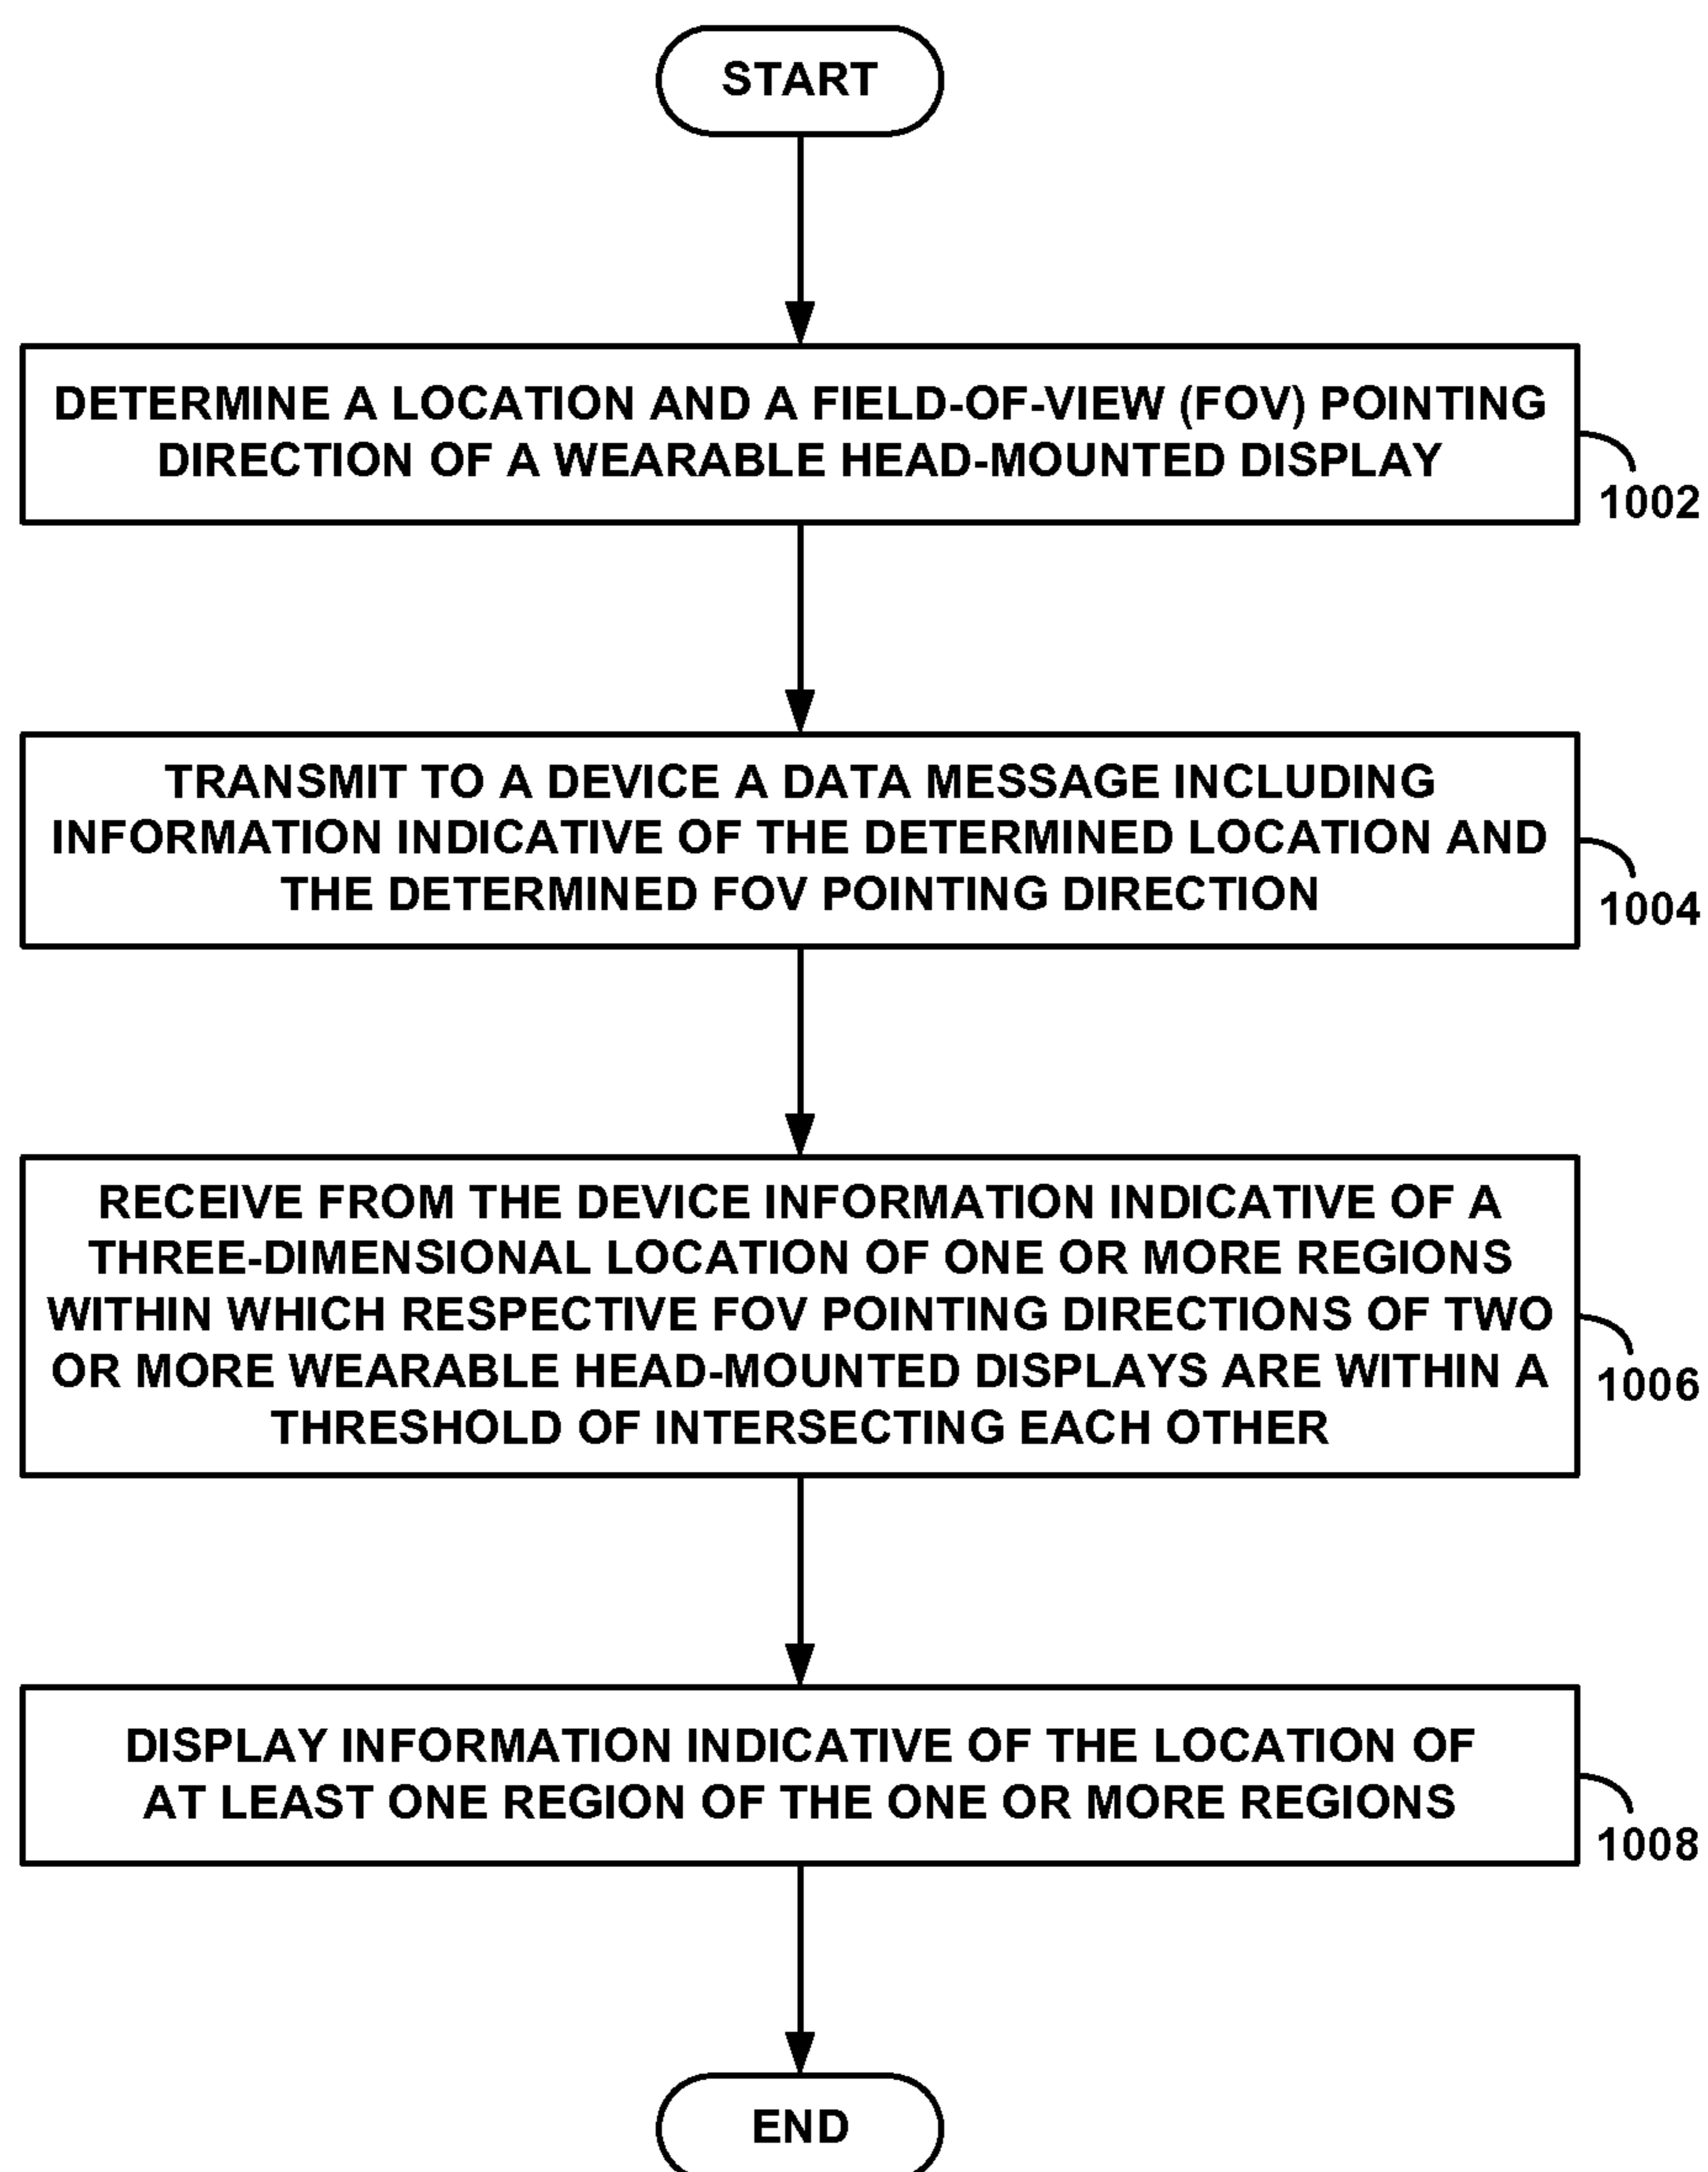 START
DETERMINE A LOCATION AND A FIELD-OF-VIEW (FOV) POINTING
DIRECTION OF A WEARABLE HEAD-MOUNTED DISPLAY
1002
TRANSMIT TO A DEVICE A DATA MESSAGE INCLUDING
INFORMATION INDICATIVE OF THE DETERMINED LOCATION AND
THE DETERMINED FOV POINTING DIRECTION
1004
RECEIVE FROM THE DEVICE INFORMATION INDICATIVE OF A
THREE-DIMENSIONAL LOCATION OF ONE OR MORE REGIONS
WITHIN WHICH RESPECTIVE FOV POINTING DIRECTIONS OF TWO
OR MORE WEARABLE HEAD-MOUNTED DISPLAYS ARE WITHIN A
THRESHOLD OF INTERSECTING EACH OTHER
1006
DISPLAY INFORMATION INDICATIVE OF THE LOCATION OF
AT LEAST ONE REGION OF THE ONE OR MORE REGIONS
1008
END